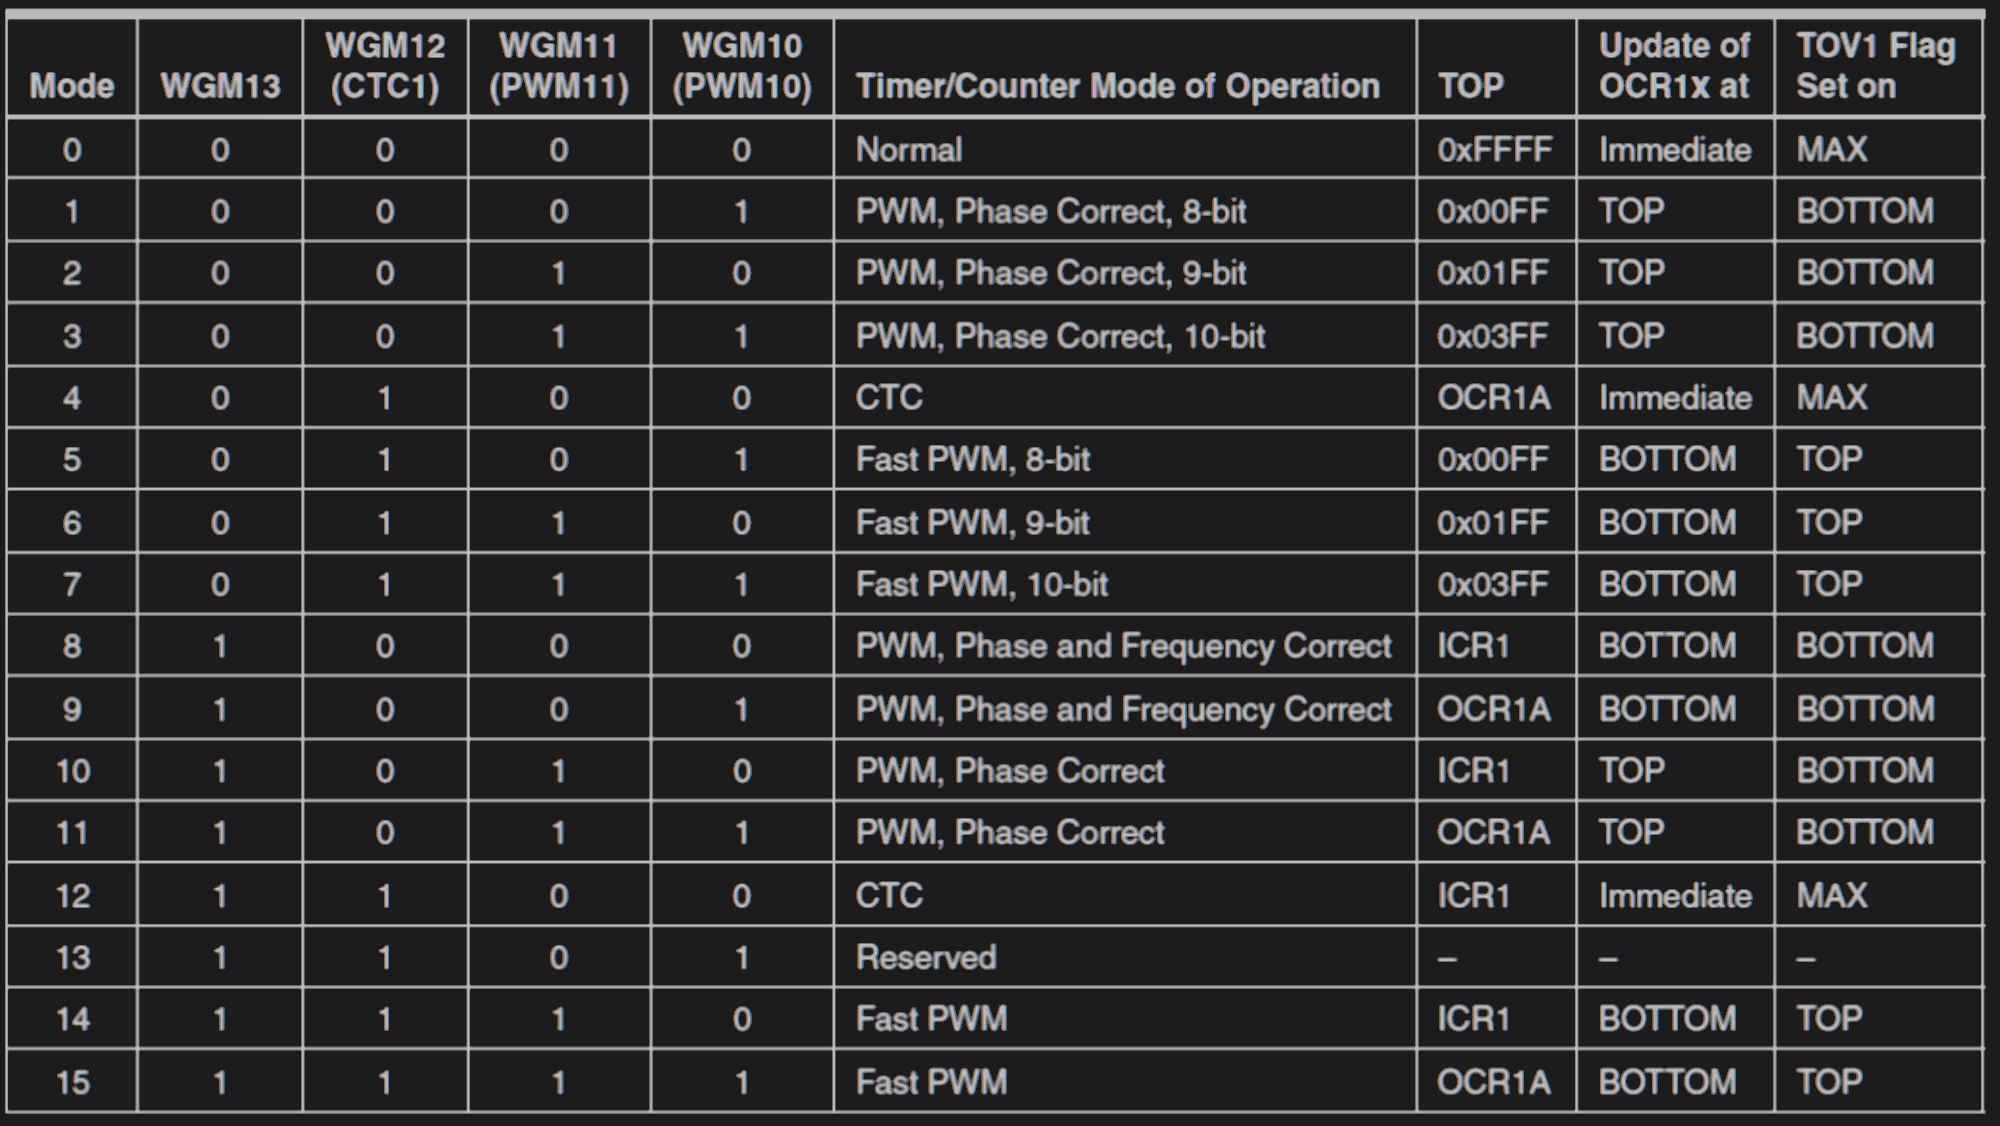 Mode WGM13 WGM12 (CTC1) WGM11 (PWM11) WGM10 (PWM10) Timer/Counter Mode of Operation TOP Update of OCR1X at TOV1 Flag Set on
0 0 0 0 0 Normal 0xFFFF Immediate MAX
1 0 0 0 1 PWM, Phase Correct, 8-bit 0x00FF TOP BOTTOM
2 0 0 1 0 PWM, Phase Correct, 9-bit 0x01FF TOP BOTTOM
3 0 0 1 1 PWM, Phase Correct, 10-bit 0x03FF TOP BOTTOM
4 0 1 0 0 CTC OCR1A Immediate MAX
5 0 1 0 1 Fast PWM, 8-bit 0x00FF BOTTOM TOP
6 0 1 1 0 Fast PWM, 9-bit 0x01FF BOTTOM TOP
7 0 1 1 1 Fast PWM, 10-bit 0x03FF BOTTOM TOP
8 1 0 0 0 PWM, Phase and Frequency Correct ICR1 BOTTOM BOTTOM
9 1 0 0 1 PWM, Phase and Frequency Correct OCR1A BOTTOM BOTTOM
10 1 0 1 0 PWM, Phase Correct ICR1 TOP BOTTOM
11 1 0 1 1 PWM, Phase Correct OCR1A TOP BOTTOM
12 1 1 0 0 CTC ICR1 Immediate MAX
13 1 1 0 1 Reserved – – –
14 1 1 1 0 Fast PWM ICR1 BOTTOM TOP
15 1 1 1 1 Fast PWM OCR1A BOTTOM TOP